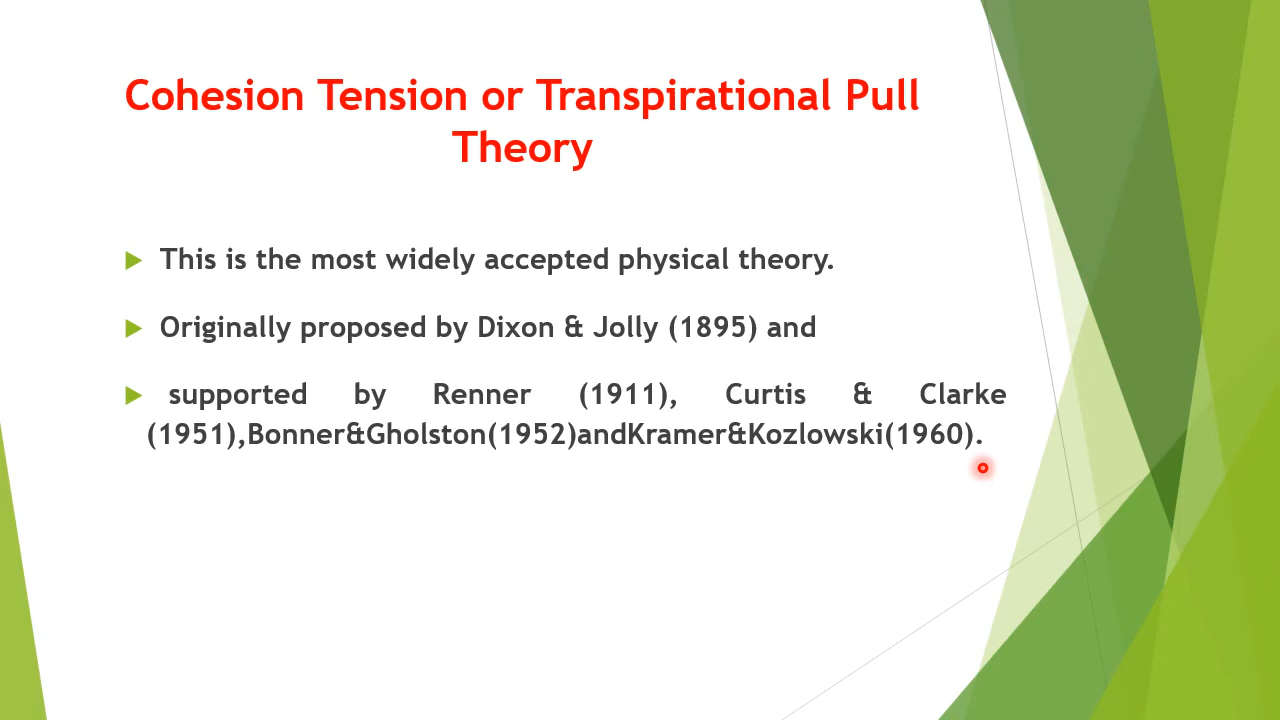 Cohesion Tension or Transpirational Pull
Theory
This is the most widely accepted physical theory.
Originally proposed by Dixon & Jolly (1895) and
supported by Renner (1911), Curtis & Clarke
(1951),Bonner&Gholston(1952)andKramer&Kozlowski(1960).